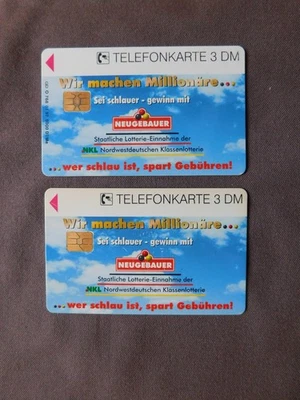 TELEFONKARTE 3 DM
Wir machen Millionäre...
Sei schlauer - gewinn mit
NEUGEBAUER
Staatliche Lotterie-Einnahme der
NKL Nordwestdeutschen Klassenlotterie
...wer schlau ist, spart Gebühren!
TELEFONKARTE 3 DM
Wir machen Millionäre...
Sei schlauer - gewinn mit
NEUGEBAUER
Staatliche Lotterie-Einnahme der
NKL Nordwestdeutschen Klassenlotterie
...wer schlau ist, spart Gebühren!